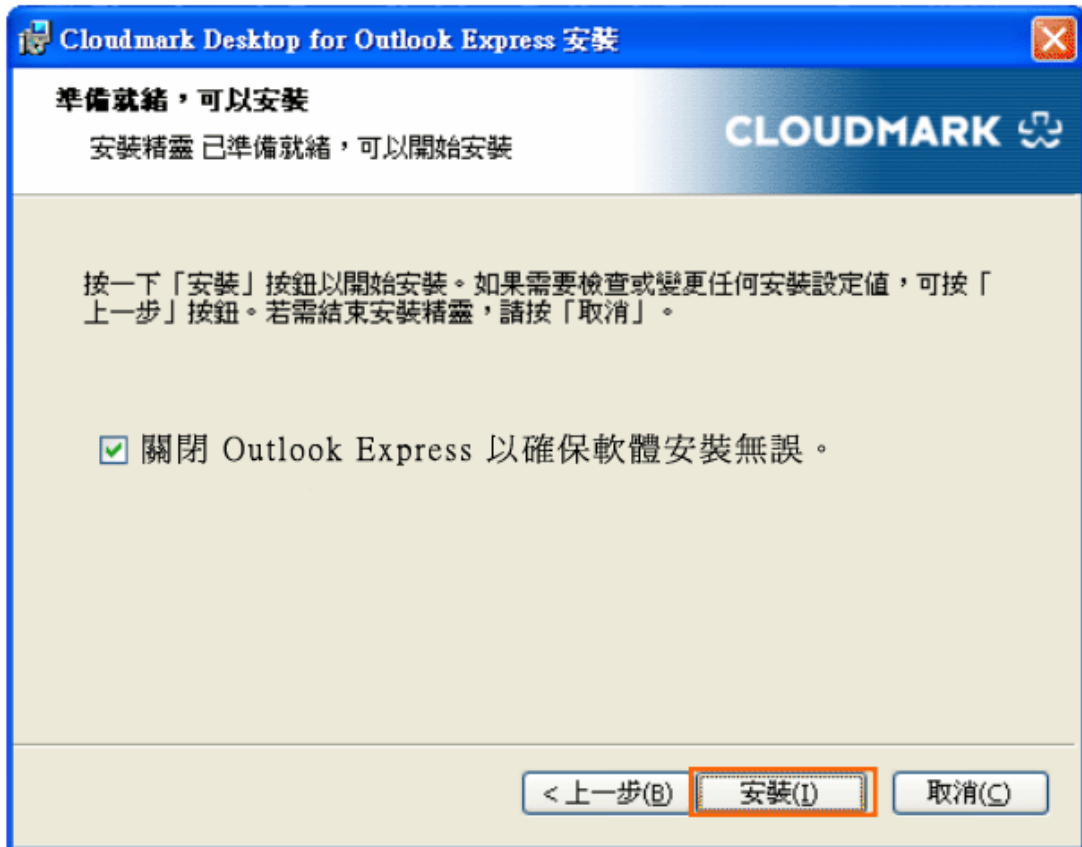 Cloudmark Desktop for Outlook Express 安裝
準備就緒，可以安裝
安裝精靈 已準備就緒，可以開始安裝
CLOUDMARK
按一下「安裝」按鈕以開始安裝。如果需要檢查或變更任何安裝設定值，可按「
上一步」按鈕。若需結束安裝精靈，請按「取消」。
關閉 Outlook Express 以確保軟體安裝無誤。
< 上一步(B) 安裝(I) 取消(C)